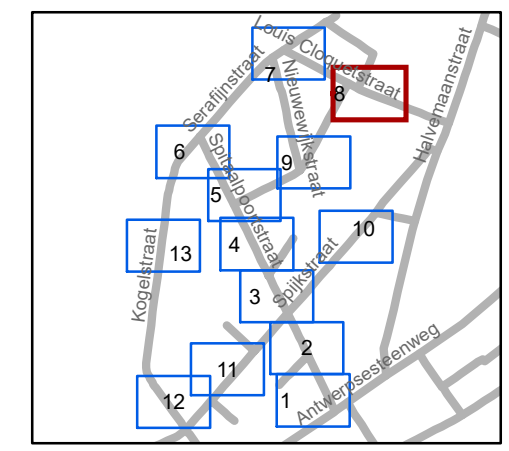 Louis Cloquetstraat
7
8
Serafijnstraat
Nieuwewijkstraat
Halvemaanstraat
6
Spitaalpoortstraat
9
5
4
10
Kogelstraat
13
3
Spijkstraat
2
11
Antwerpsesteenweg
12
1